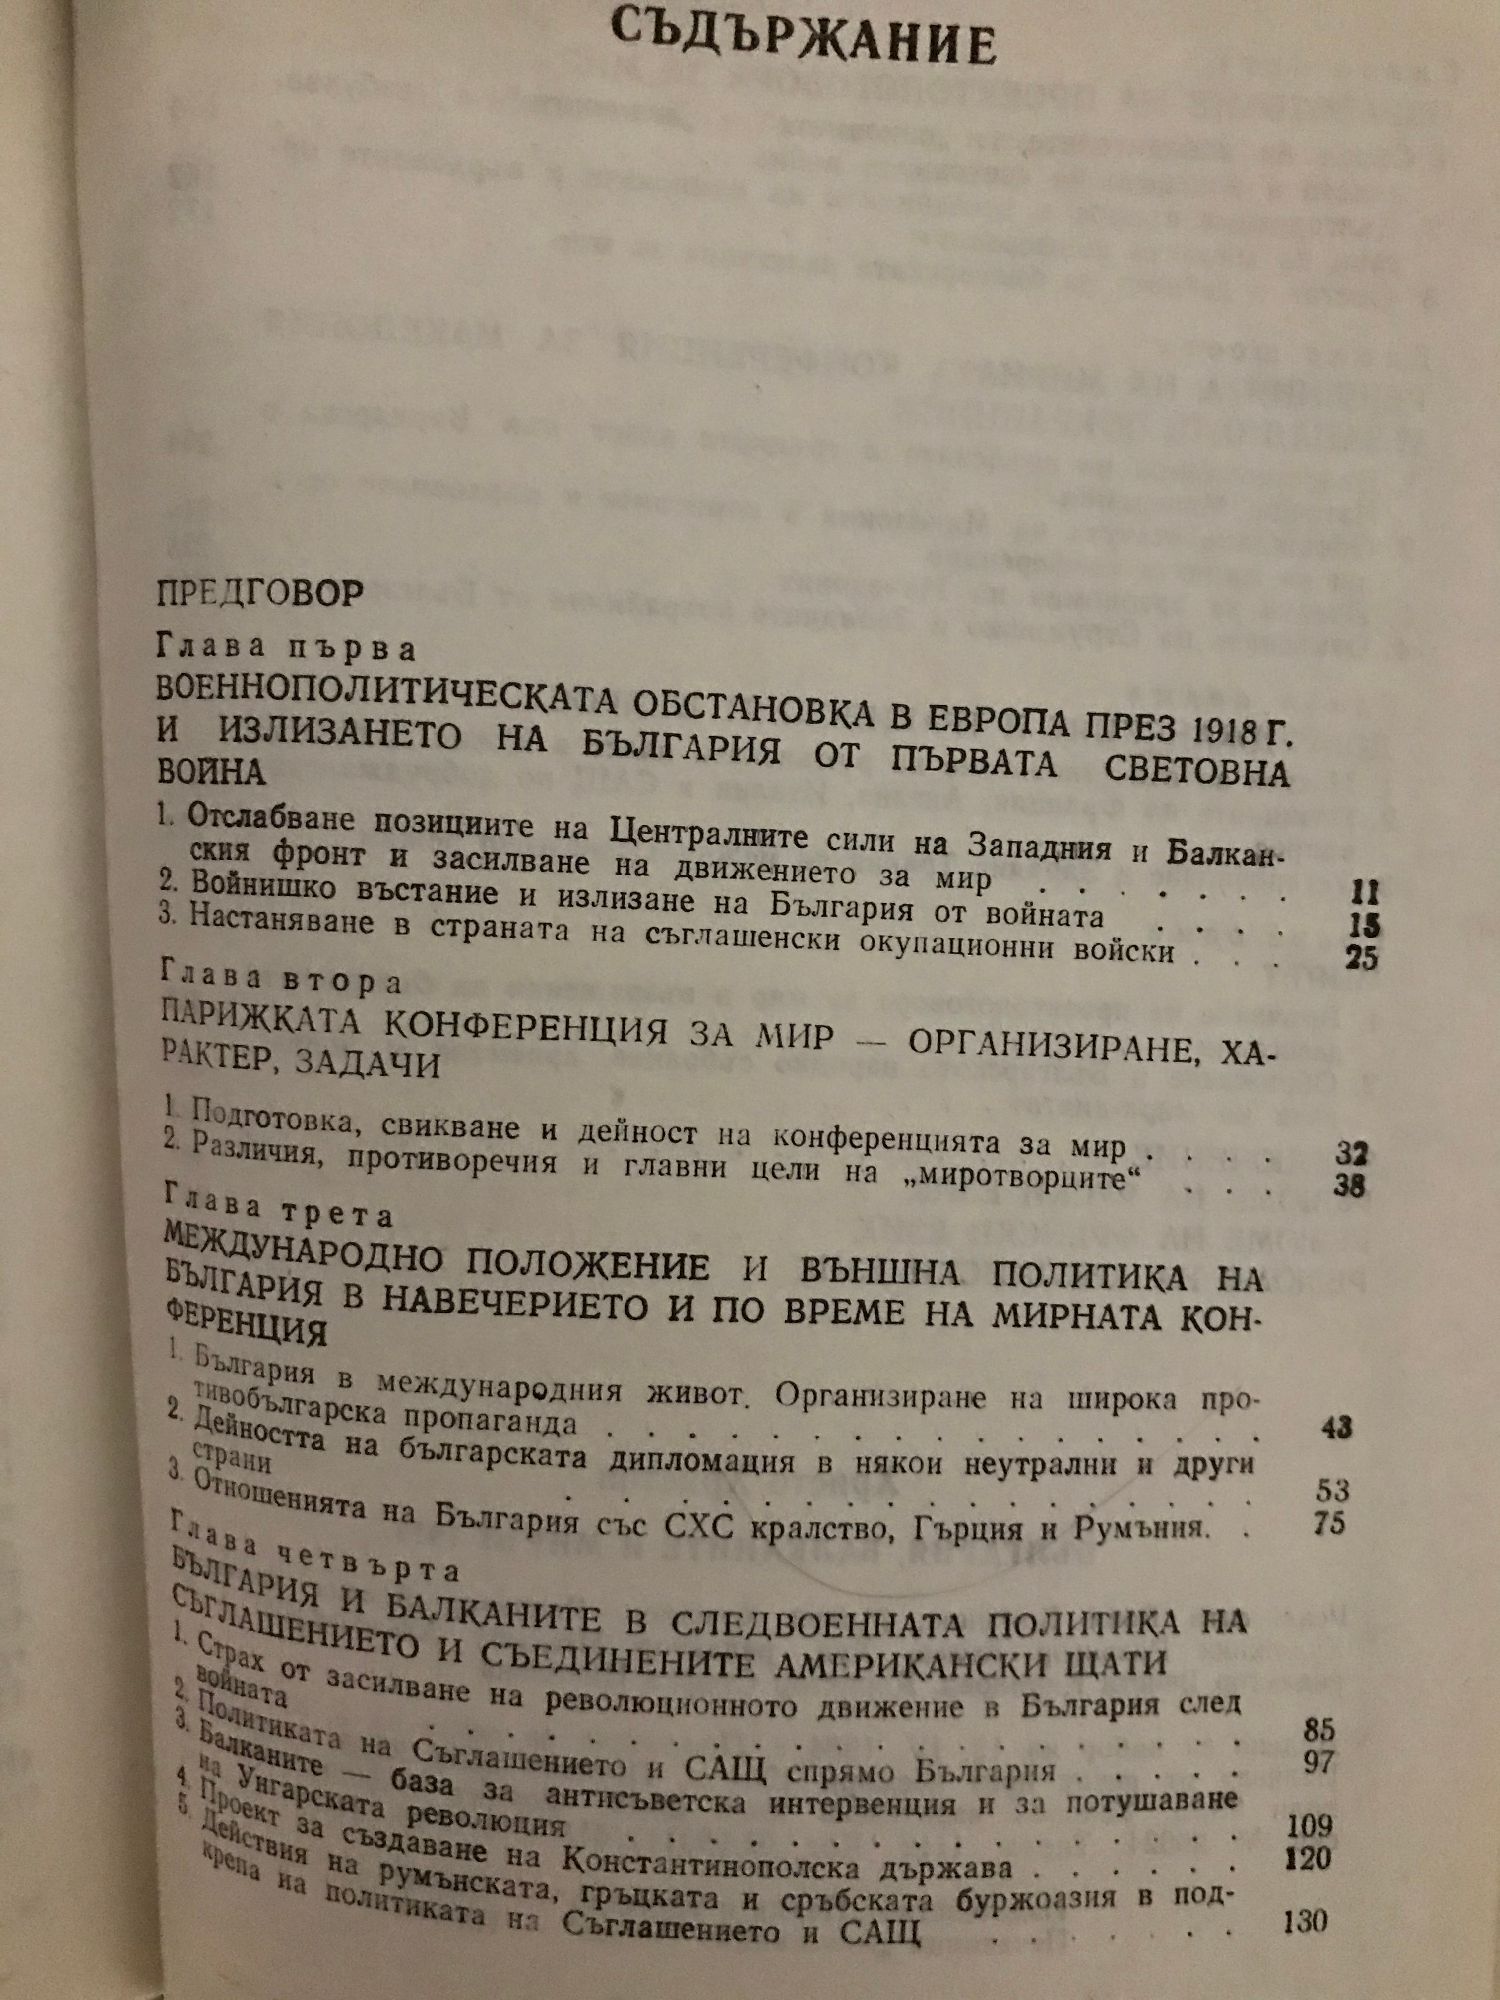 СЪДЪРЖАНИЕ
ПРЕДГОВОР
Глава първа
ВОЕННОПОЛИТИЧЕСКАТА ОБСТАНОВКА В ЕВРОПА ПРЕЗ 1918 Г.
И ИЗЛИЗАНЕТО НА БЪЛГАРИЯ ОТ ПЪРВАТА СВЕТОВНА
ВОЙНА
1. Отслабване позициите на Централните сили на Западния и Балкан-
ския фронт и засилване на движението за мир . . . . . . . 11
2. Войнишко въстание и излизане на България от войната . . . . 15
3. Настаняване в страната на съглашенски окупационни войски . . . 25
Глава втора
ПАРИЖКАТА КОНФЕРЕНЦИЯ ЗА МИР — ОРГАНИЗИРАНЕ, ХА-
РАКТЕР, ЗАДАЧИ
1. Подготовка, свикване и дейност на конференцията за мир . . . . 32
2. Различия, противоречия и главни цели на „миротворците“ . . . 38
Глава трета
МЕЖДУНАРОДНО ПОЛОЖЕНИЕ И ВЪНШНА ПОЛИТИКА НА
БЪЛГАРИЯ В НАВЕЧЕРИЕТО И ПО ВРЕМЕ НА МИРНАТА КОН-
ФЕРЕНЦИЯ
1. България в международния живот. Организиране на широка про-
тивобългарска пропаганда . . . . . . . . . . . . . . . . . 43
2. Дейността на българската дипломация в някои неутрални и други
страни . . . . . . . . . . . . . . . . . . 53
3. Отношенията на България със СХС кралство, Гърция и Румъния. . 75
Глава четвърта
БЪЛГАРИЯ И БАЛКАНИТЕ В СЛЕДВОЕННАТА ПОЛИТИКА НА
СЪГЛАШЕНИЕТО И СЪЕДИНЕНИТЕ АМЕРИКАНСКИ ЩАТИ
1. Страх от засилване на революционното движение в България след
войната . . . . . . . . . . . . . . . . . . . . . 85
2. Политиката на Съглашението и САЩ спрямо България . . . . . 97
3. Балканите — база за антисъветска интервенция и за потушаване
на Унгарската революция . . . . . . . . . . . . . . . . 109
4. Проект за създаване на Константинополска държава . . . . . . 120
5. Действия на румънската, гръцката и сръбската буржоазия в под-
крепа на политиката на Съглашението и САЩ . . . . . . . 130